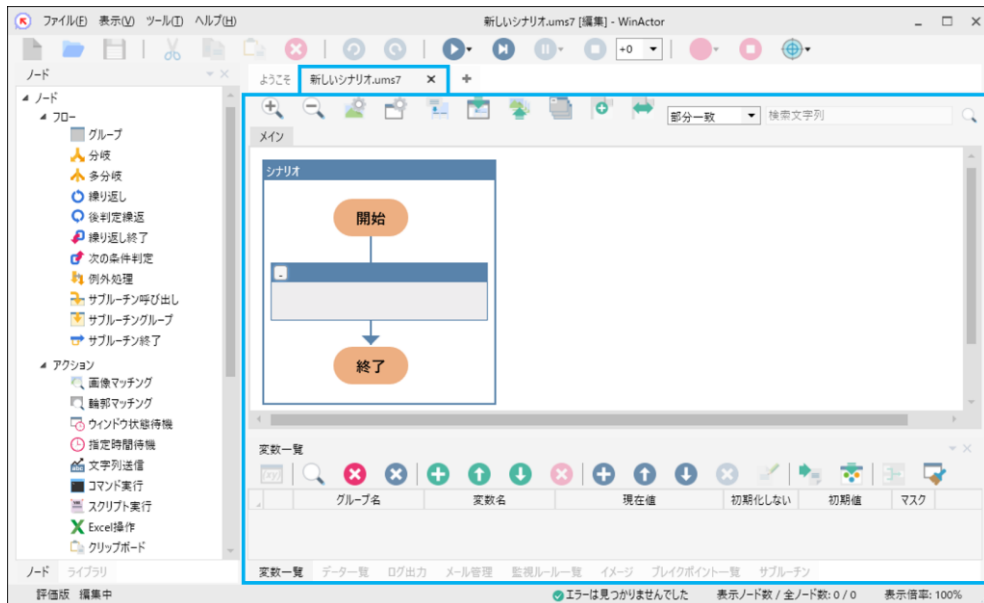 ファイル(F) 表示(V) ツール(T) ヘルプ(H)
新しいシナリオ.ums7 [編集] - WinActor
+0
ノード
ノード
フロー
グループ
分岐
多分岐
繰り返し
後判定繰返
繰り返し終了
次の条件判定
例外処理
サブルーチン呼び出し
サブルーチングループ
サブルーチン終了
アクション
画像マッチング
輪郭マッチング
ウィンドウ状態待機
指定時間待機
文字列送信
コマンド実行
スクリプト実行
Excel操作
クリップボード
ノード ライブラリ
ようこそ 新しいシナリオ.ums7
部分一致 検索文字列
メイン
シナリオ
開始
終了
変数一覧
グループ名 変数名 現在値 初期化しない 初期値 マスク
変数一覧 データ一覧 ログ出力 メール管理 監視ルール一覧 イメージ ブレイクポイント一覧 サブルーチン
評価版 編集中 エラーは見つかりませんでした 表示ノード数 / 全ノード数: 0 / 0 表示倍率: 100%